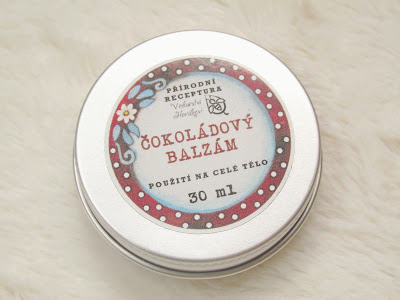 PŘÍRODNÍ
RECEPTURA
ČOKOLÁDOVÝ
BALZÁM
POUŽITÍ NA CELÉ TĚLO
30 ml